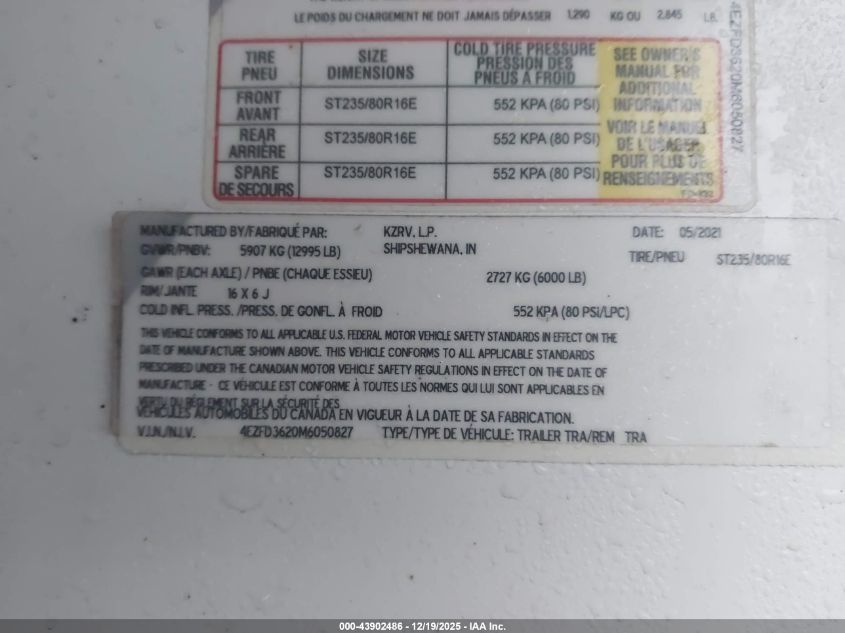 LE POIDS DU CHARGEMENT NE DOIT JAMAIS DÉPASSER 1,290 KG OU 2,845 LB.
TIRE PNEU
SIZE DIMENSIONS
COLD TIRE PRESSURE
PRESSION DES
PNEUS À FROID
FRONT AVANT
ST235/80R16E
552 KPA (80 PSI)
REAR ARRIÈRE
ST235/80R16E
552 KPA (80 PSI)
SPARE DE SECOURS
ST235/80R16E
552 KPA (80 PSI)
SEE OWNER'S
MANUAL FOR
ADDITIONAL
INFORMATION
VOIR LE MANUEL
DE L'USAGER
POUR PLUS DE
RENSEIGNEMENTS
4EZFD3620M6050827
MANUFACTURED BY/FABRIQUÉ PAR: KZRV, L.P. DATE: 05/2021
GVWR/PNBV: 5907 KG (12995 LB) SHIPSHEWANA, IN TIRE/PNEU ST235/80R16E
GAWR (EACH AXLE) / PNBE (CHAQUE ESSIEU) 2727 KG (6000 LB)
RIM/JANTE 16 X 6 J
COLD INFL. PRESS. /PRESS. DE GONFL. À FROID 552 KPA (80 PSI/LPC)
THIS VEHICLE CONFORMS TO ALL APPLICABLE U.S. FEDERAL MOTOR VEHICLE SAFETY STANDARDS IN EFFECT ON THE
DATE OF MANUFACTURE SHOWN ABOVE. THIS VEHICLE CONFORMS TO ALL APPLICABLE STANDARDS
PRESCRIBED UNDER THE CANADIAN MOTOR VEHICLE SAFETY REGULATIONS IN EFFECT ON THE DATE OF
MANUFACTURE - CE VÉHICULE EST CONFORME À TOUTES LES NORMES QUI LUI SONT APPLICABLES EN
VERTU DU RÈGLEMENT SUR LA SÉCURITÉ DES
VÉHICULES AUTOMOBILES DU CANADA EN VIGUEUR À LA DATE DE SA FABRICATION.
V.I.N./N.I.V. 4EZFD3620M6050827 TYPE/TYPE DE VÉHICULE: TRAILER TRA/REM TRA
000-43902486 - 12/19/2025 - IAA Inc.